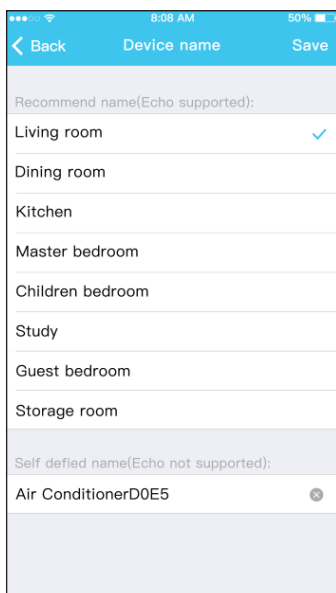 8:08 AM 50%
Back Device name Save
Recommend name(Echo supported):
Living room
Dining room
Kitchen
Master bedroom
Children bedroom
Study
Guest bedroom
Storage room
Self defied name(Echo not supported):
Air ConditionerD0E5